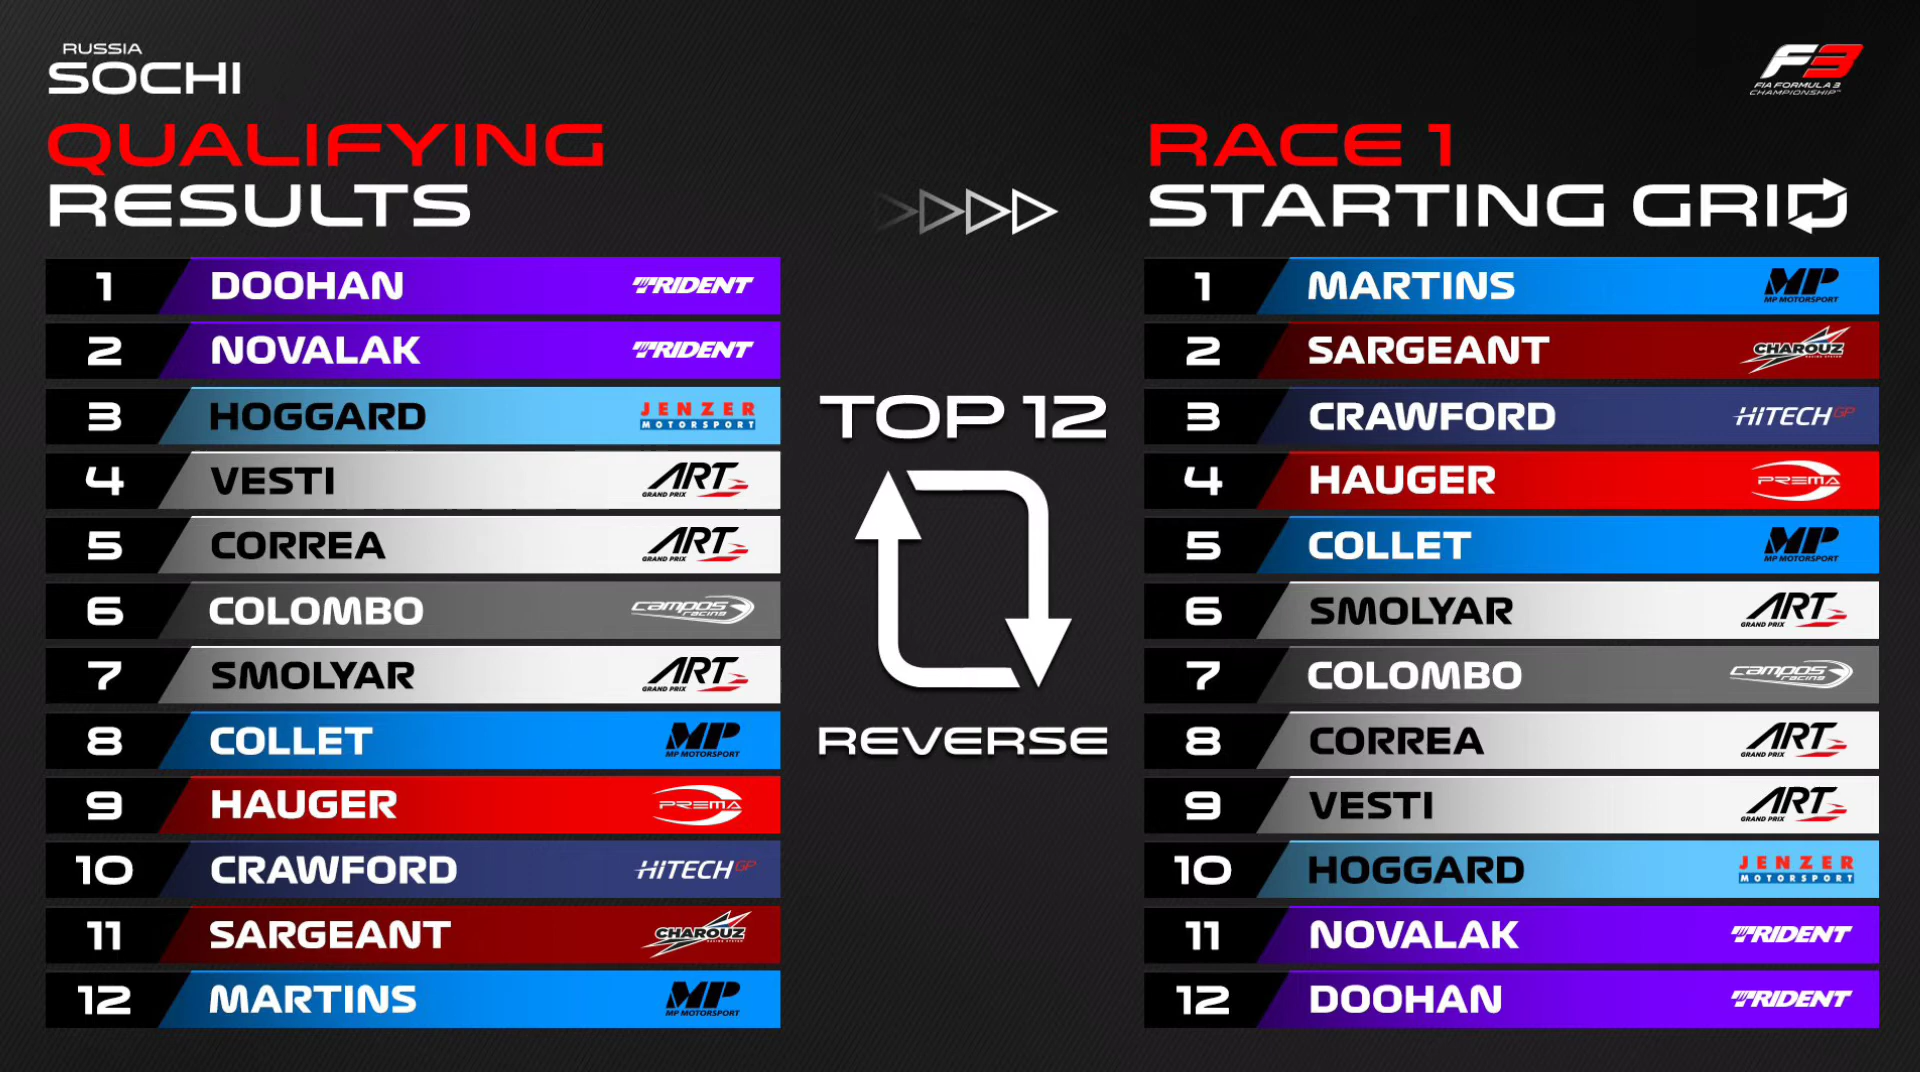 RUSSIA
SOCHI
F3
FIA FORMULA 3
CHAMPIONSHIP
QUALIFYING
RESULTS
1 DOOHAN TRIDENT
2 NOVALAK TRIDENT
3 HOGGARD JENZER MOTORSPORT
4 VESTI ART GRAND PRIX
5 CORREA ART GRAND PRIX
6 COLOMBO campos racing
7 SMOLYAR ART GRAND PRIX
8 COLLET MP MP MOTORSPORT
9 HAUGER PREMA
10 CRAWFORD HITECH GP
11 SARGEANT CHAROUZ RACING SYSTEM
12 MARTINS MP MP MOTORSPORT
TOP 12
REVERSE
RACE 1
STARTING GRID
1 MARTINS MP MP MOTORSPORT
2 SARGEANT CHAROUZ RACING SYSTEM
3 CRAWFORD HITECH GP
4 HAUGER PREMA
5 COLLET MP MP MOTORSPORT
6 SMOLYAR ART GRAND PRIX
7 COLOMBO campos racing
8 CORREA ART GRAND PRIX
9 VESTI ART GRAND PRIX
10 HOGGARD JENZER MOTORSPORT
11 NOVALAK TRIDENT
12 DOOHAN TRIDENT